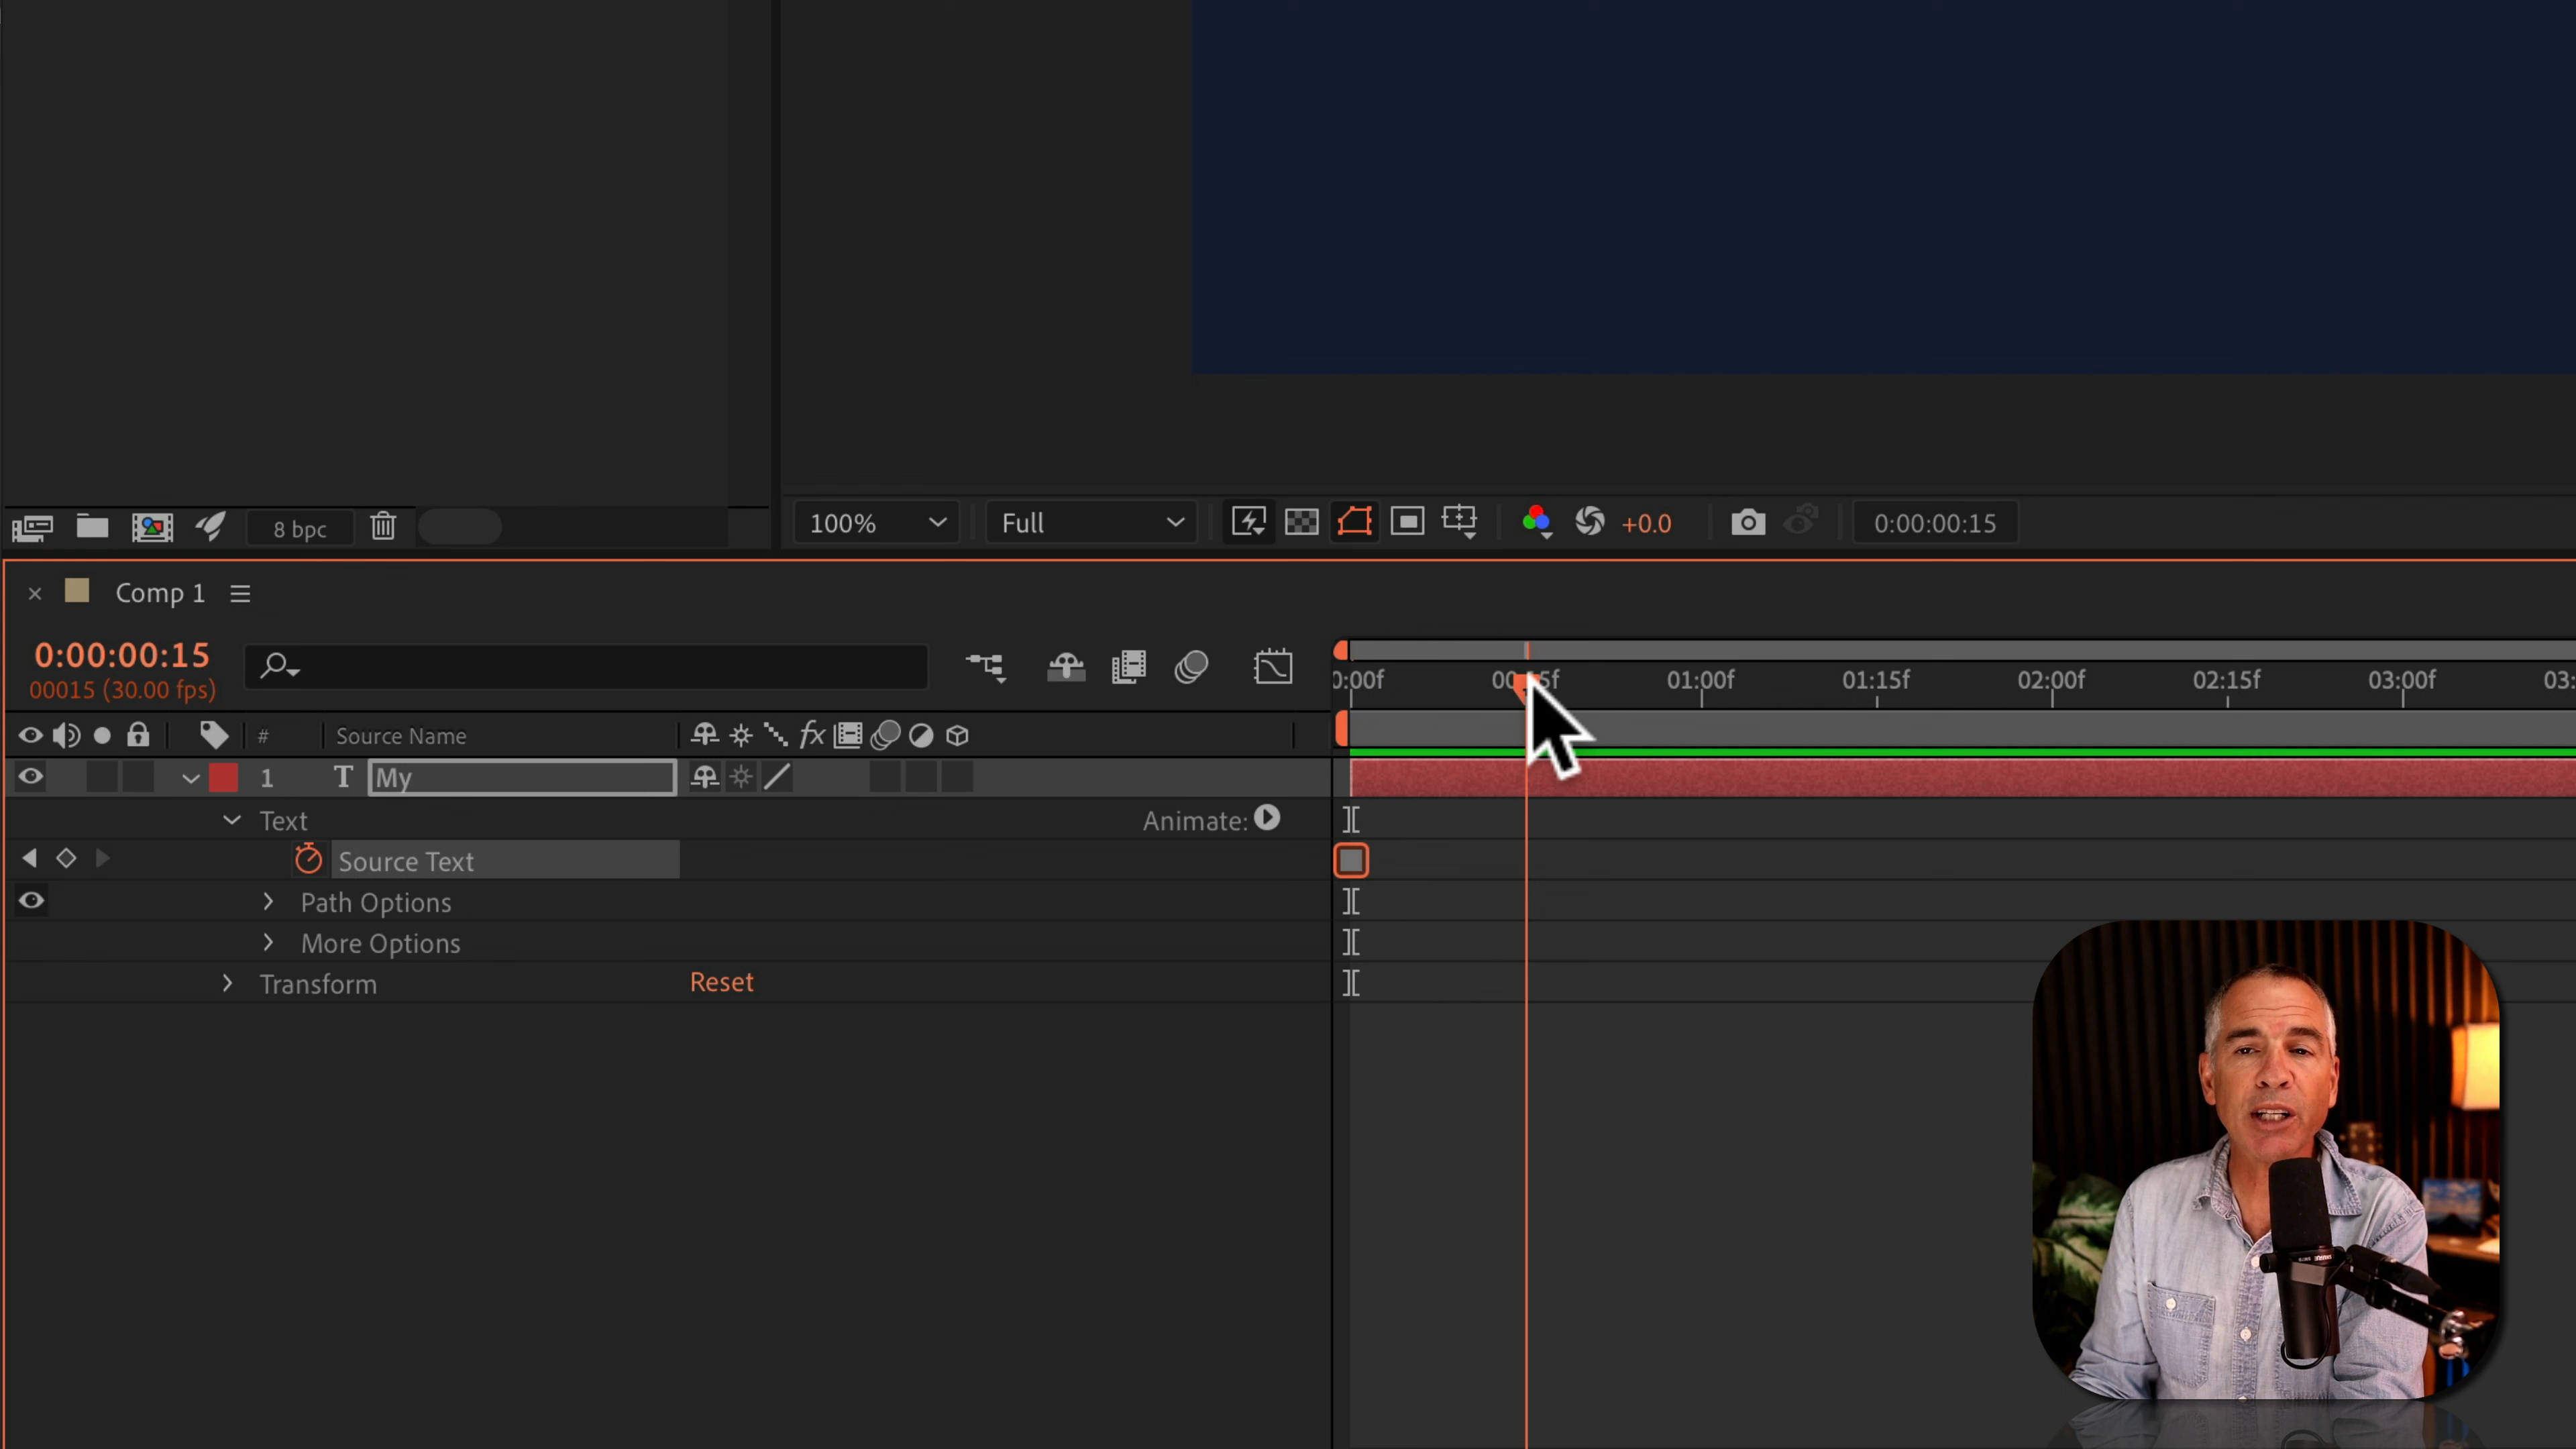 8 bpc
100%
Full
+0.0
0:00:00:15
Comp 1
0:00:00:15
00015 (30.00 fps)
01:00f
01:15f
02:00f
02:15f
03:00f
#
Source Name
fx
1
T
My
Text
Animate:
Source Text
Path Options
More Options
Transform
Reset